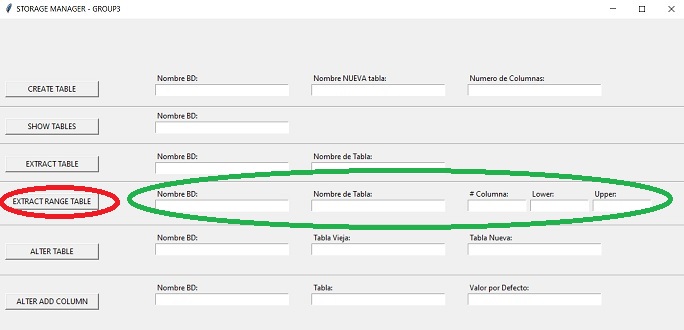 STORAGE MANAGER - GROUP3
Nombre BD: Nombre NUEVA tabla: Numero de Columnas:
CREATE TABLE
Nombre BD:
SHOW TABLES
Nombre BD: Nombre de Tabla:
EXTRACT TABLE
Nombre BD: Nombre de Tabla: # Columna: Lower: Upper:
EXTRACT RANGE TABLE
Nombre BD: Tabla Vieja: Tabla Nueva:
ALTER TABLE
Nombre BD: Tabla: Valor por Defecto:
ALTER ADD COLUMN